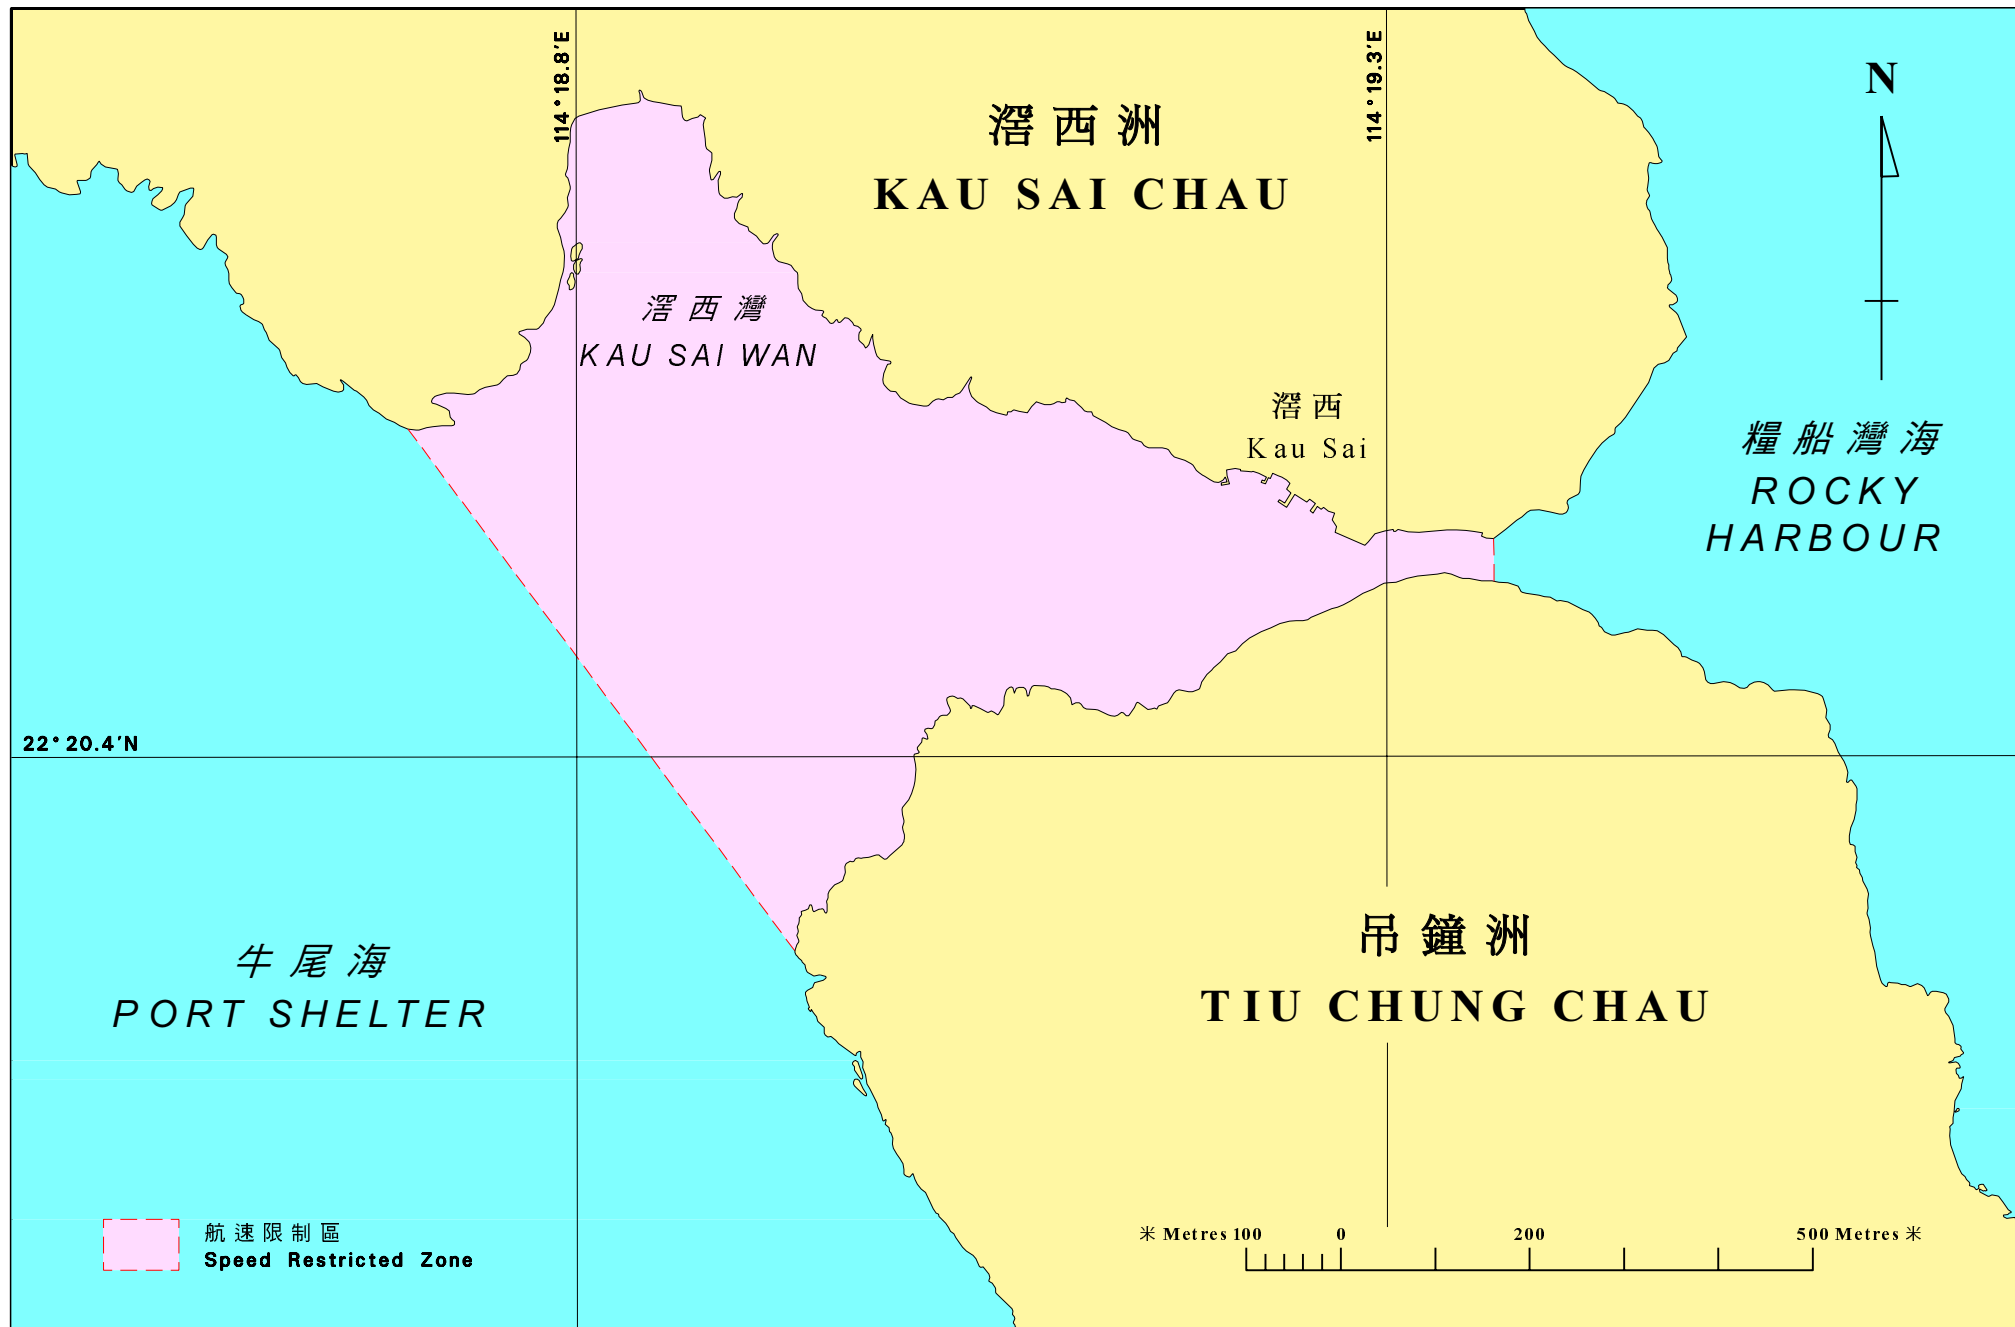 114°18.8'E
114°19.3'E
N
滘西洲
KAU SAI CHAU
滘西灣
KAU SAI WAN
滘西
Kau Sai
糧船灣海
ROCKY
HARBOUR
22°20.4'N
吊鐘洲
TIU CHUNG CHAU
牛尾海
PORT SHELTER
航速限制區
Speed Restricted Zone
米 Metres 100 0 200 500 Metres 米